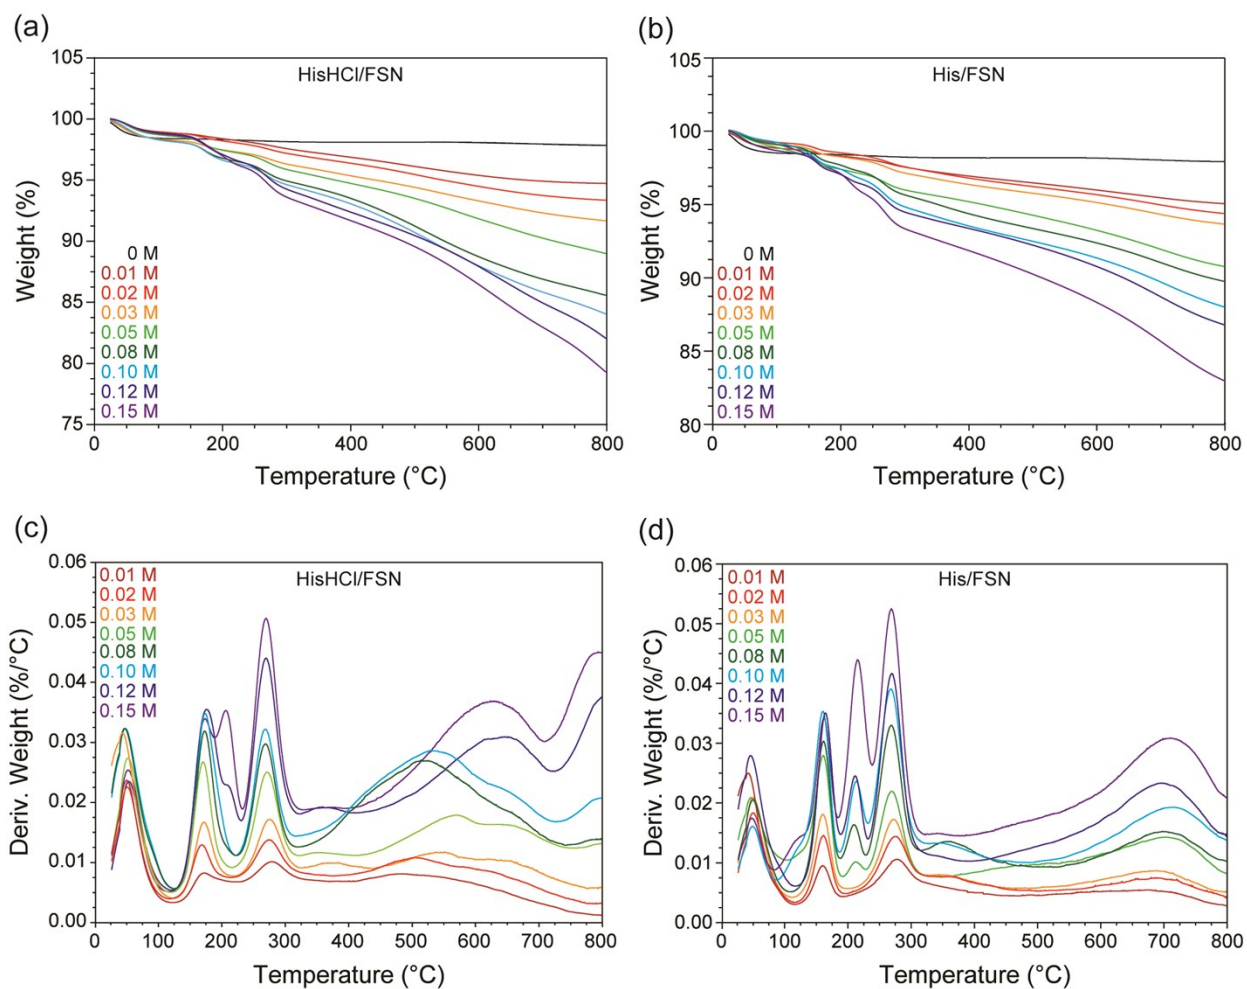 (a)
HisHCl/FSN
105
100
95
90
85
80
75
Weight (%)
0 M
0.01 M
0.02 M
0.03 M
0.05 M
0.08 M
0.10 M
0.12 M
0.15 M
0 200 400 600 800
Temperature (°C)
(b)
His/FSN
105
100
95
90
85
80
Weight (%)
0 M
0.01 M
0.02 M
0.03 M
0.05 M
0.08 M
0.10 M
0.12 M
0.15 M
0 200 400 600 800
Temperature (°C)
(c)
HisHCl/FSN
0.06
0.05
0.04
0.03
0.02
0.01
0.00
Deriv. Weight (%/°C)
0.01 M
0.02 M
0.03 M
0.05 M
0.08 M
0.10 M
0.12 M
0.15 M
0 100 200 300 400 500 600 700 800
Temperature (°C)
(d)
His/FSN
0.06
0.05
0.04
0.03
0.02
0.01
0.00
Deriv. Weight (%/°C)
0.01 M
0.02 M
0.03 M
0.05 M
0.08 M
0.10 M
0.12 M
0.15 M
0 100 200 300 400 500 600 700 800
Temperature (°C)